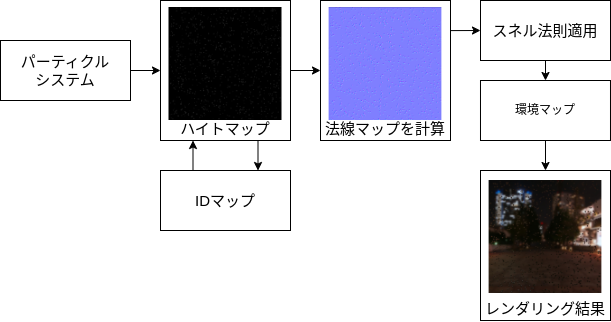 パーティクル
システム
ハイトマップ
IDマップ
法線マップを計算
スネル法則適用
環境マップ
レンダリング結果